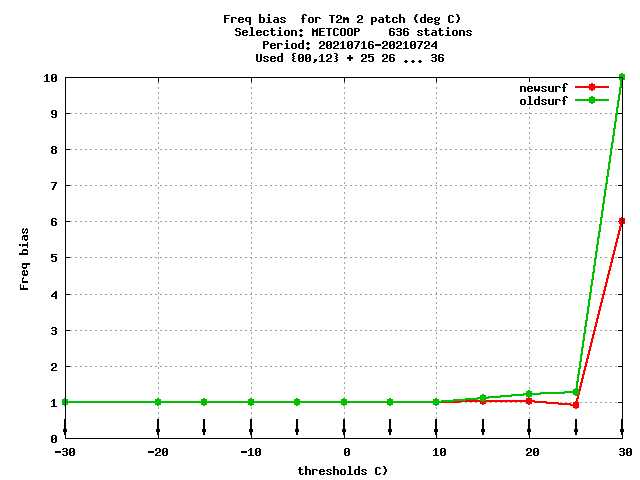 Freq bias  for T2m 2 patch (deg C)
Selection: METCOOP    636 stations
Period: 20210716-20210724
Used {00,12} + 25 26 ... 36
newsurf
oldsurf
10
9
8
7
6
5
4
3
2
1
0
Freq bias
-30 -20 -10 0 10 20 30
thresholds C)